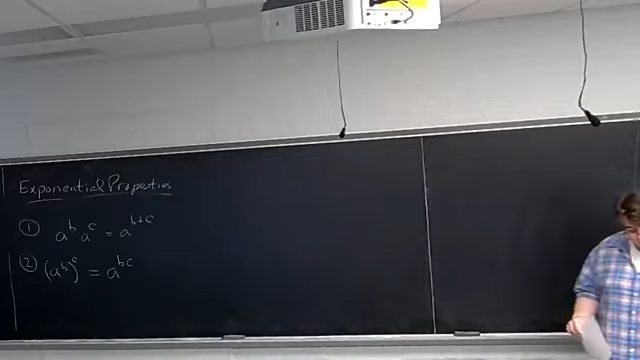 Exponential Properties
① a^b a^c = a^{b+c}
② (a^b)^c = a^{bc}